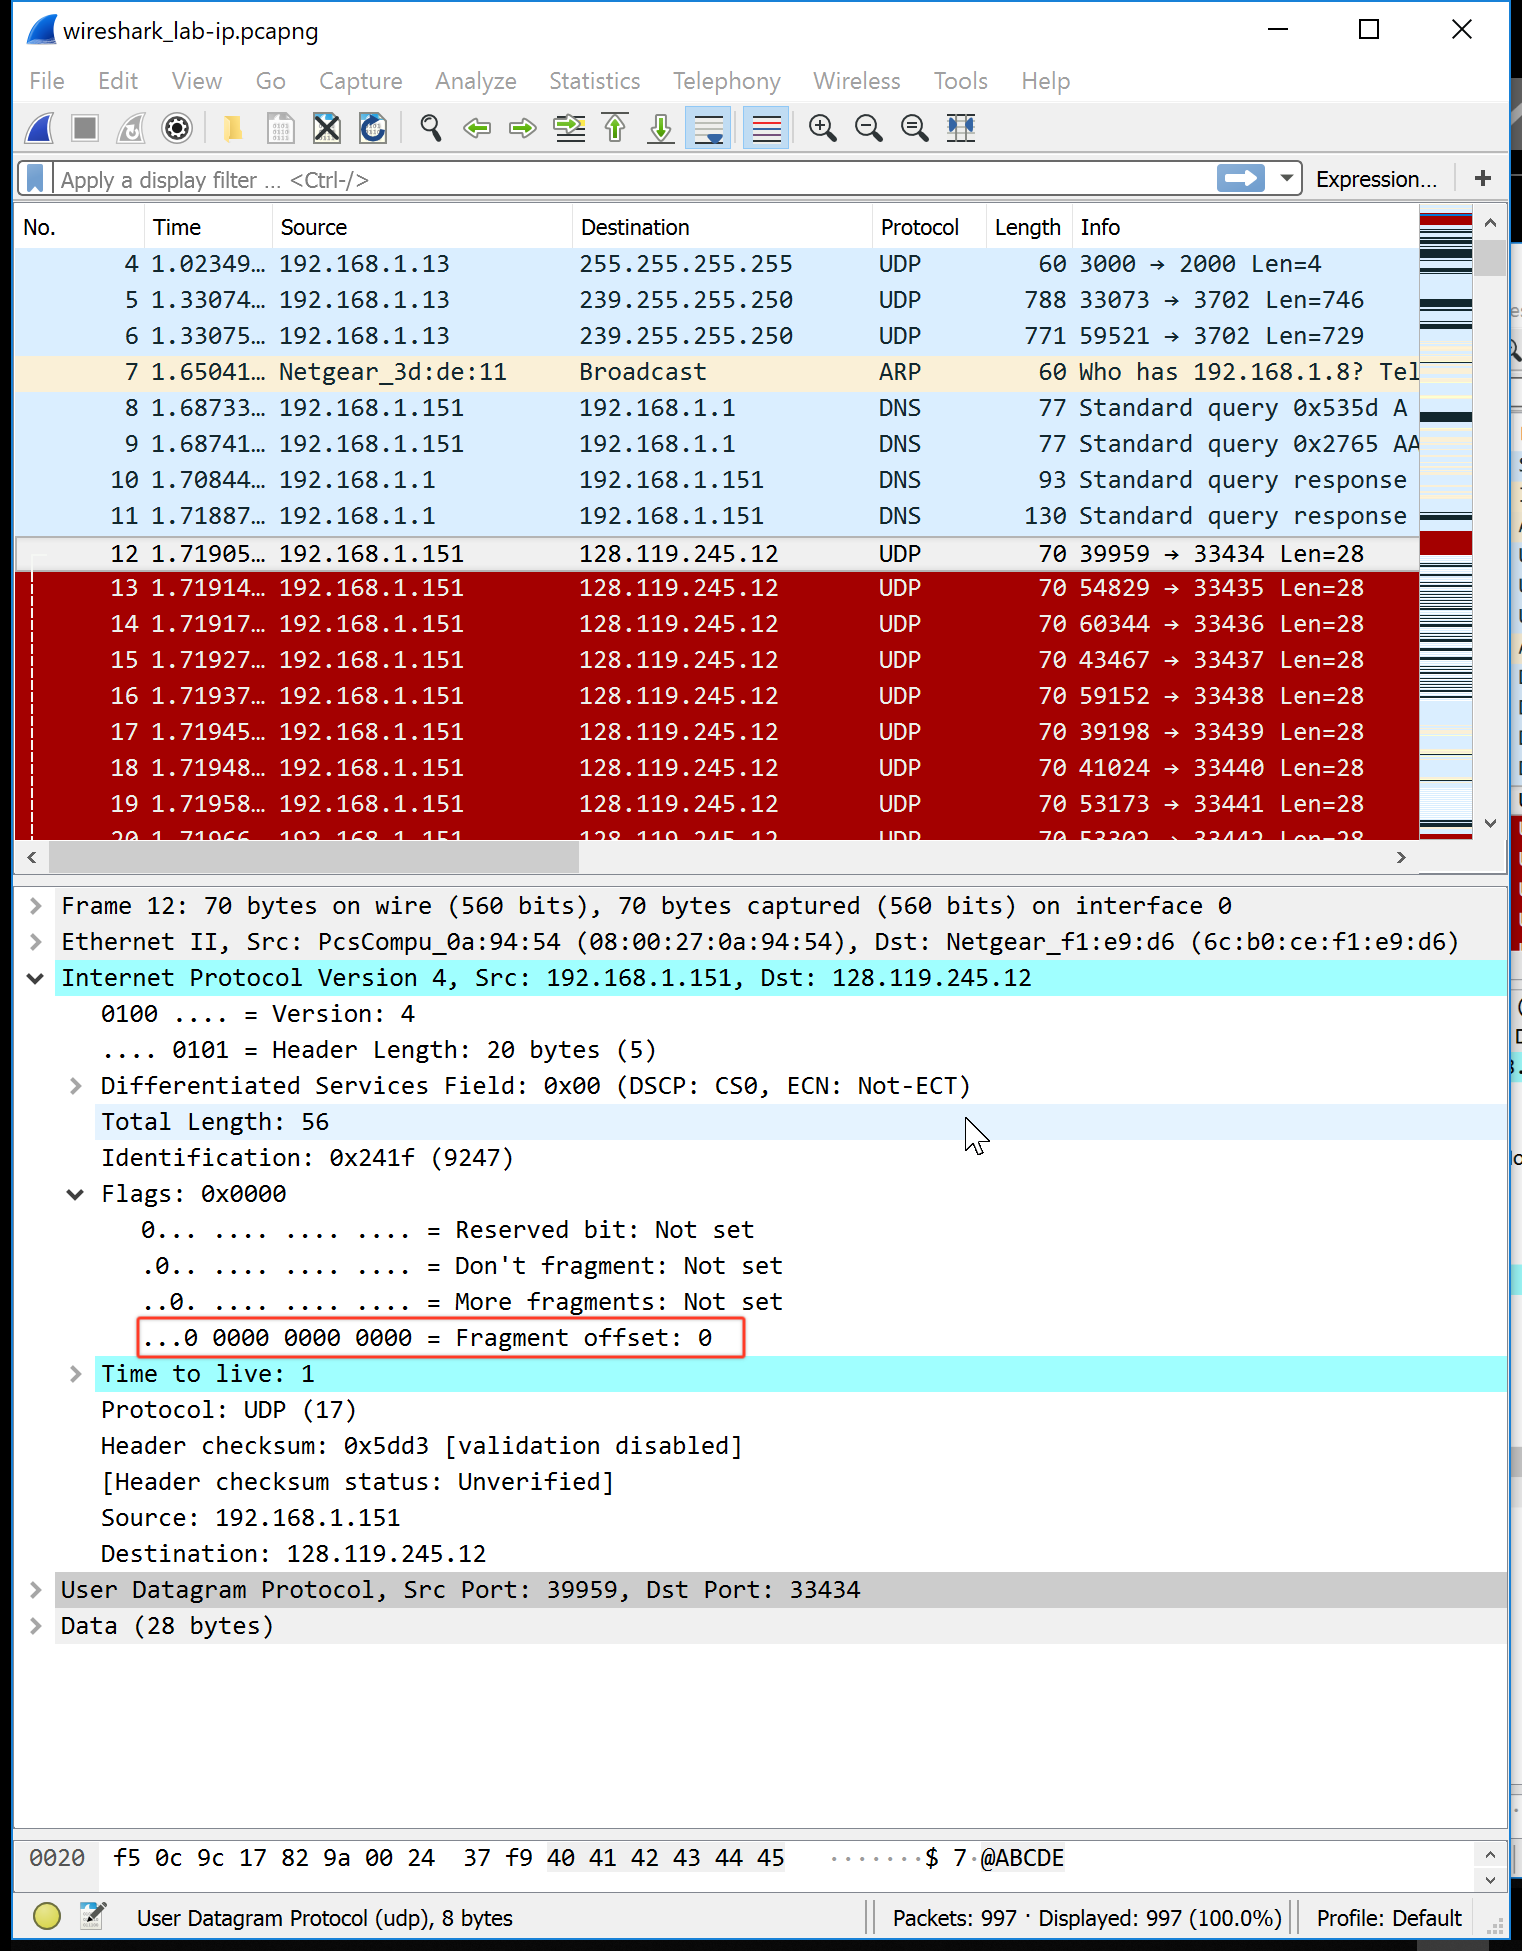 wireshark_lab-ip.pcapng
File Edit View Go Capture Analyze Statistics Telephony Wireless Tools Help
Apply a display filter ... <Ctrl-/> Expression... +
No. Time Source Destination Protocol Length Info
4 1.02349… 192.168.1.13 255.255.255.255 UDP 60 3000 → 2000 Len=4
5 1.33074… 192.168.1.13 239.255.255.250 UDP 788 33073 → 3702 Len=746
6 1.33075… 192.168.1.13 239.255.255.250 UDP 771 59521 → 3702 Len=729
7 1.65041… Netgear_3d:de:11 Broadcast ARP 60 Who has 192.168.1.8? Tel
8 1.68733… 192.168.1.151 192.168.1.1 DNS 77 Standard query 0x535d A
9 1.68741… 192.168.1.151 192.168.1.1 DNS 77 Standard query 0x2765 AA
10 1.70844… 192.168.1.1 192.168.1.151 DNS 93 Standard query response
11 1.71887… 192.168.1.1 192.168.1.151 DNS 130 Standard query response
12 1.71905… 192.168.1.151 128.119.245.12 UDP 70 39959 → 33434 Len=28
13 1.71914… 192.168.1.151 128.119.245.12 UDP 70 54829 → 33435 Len=28
14 1.71917… 192.168.1.151 128.119.245.12 UDP 70 60344 → 33436 Len=28
15 1.71927… 192.168.1.151 128.119.245.12 UDP 70 43467 → 33437 Len=28
16 1.71937… 192.168.1.151 128.119.245.12 UDP 70 59152 → 33438 Len=28
17 1.71945… 192.168.1.151 128.119.245.12 UDP 70 39198 → 33439 Len=28
18 1.71948… 192.168.1.151 128.119.245.12 UDP 70 41024 → 33440 Len=28
19 1.71958… 192.168.1.151 128.119.245.12 UDP 70 53173 → 33441 Len=28
20 1.71966… 192.168.1.151 128.119.245.12 UDP 70 53302 → 33442 Len=28
Frame 12: 70 bytes on wire (560 bits), 70 bytes captured (560 bits) on interface 0
Ethernet II, Src: PcsCompu_0a:94:54 (08:00:27:0a:94:54), Dst: Netgear_f1:e9:d6 (6c:b0:ce:f1:e9:d6)
Internet Protocol Version 4, Src: 192.168.1.151, Dst: 128.119.245.12
0100 .... = Version: 4
.... 0101 = Header Length: 20 bytes (5)
Differentiated Services Field: 0x00 (DSCP: CS0, ECN: Not-ECT)
Total Length: 56
Identification: 0x241f (9247)
Flags: 0x0000
0... .... .... .... = Reserved bit: Not set
.0.. .... .... .... = Don't fragment: Not set
..0. .... .... .... = More fragments: Not set
...0 0000 0000 0000 = Fragment offset: 0
Time to live: 1
Protocol: UDP (17)
Header checksum: 0x5dd3 [validation disabled]
[Header checksum status: Unverified]
Source: 192.168.1.151
Destination: 128.119.245.12
User Datagram Protocol, Src Port: 39959, Dst Port: 33434
Data (28 bytes)
0020 f5 0c 9c 17 82 9a 00 24 37 f9 40 41 42 43 44 45 ·······$ 7·@ABCDE
User Datagram Protocol (udp), 8 bytes Packets: 997 · Displayed: 997 (100.0%) Profile: Default